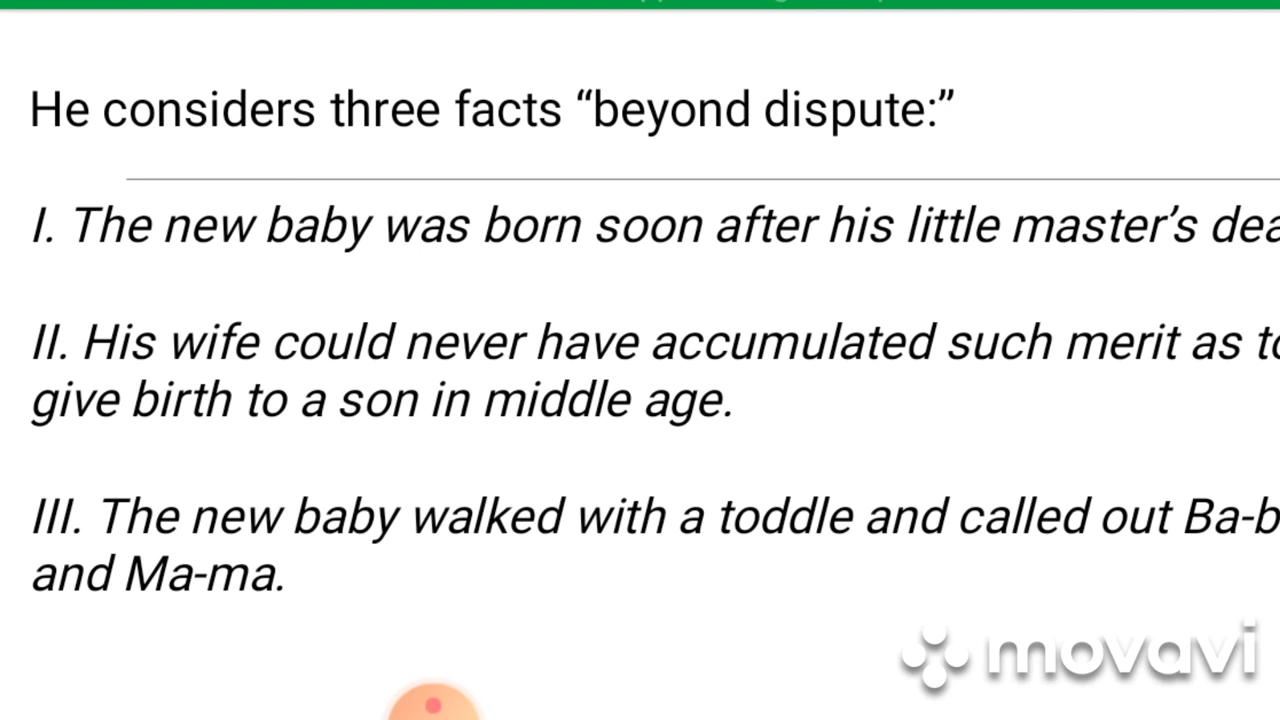 He considers three facts “beyond dispute:”
I. The new baby was born soon after his little master’s
II. His wife could never have accumulated such merit as
give birth to a son in middle age.
III. The new baby walked with a toddle and called out
and Ma-ma.
movavi